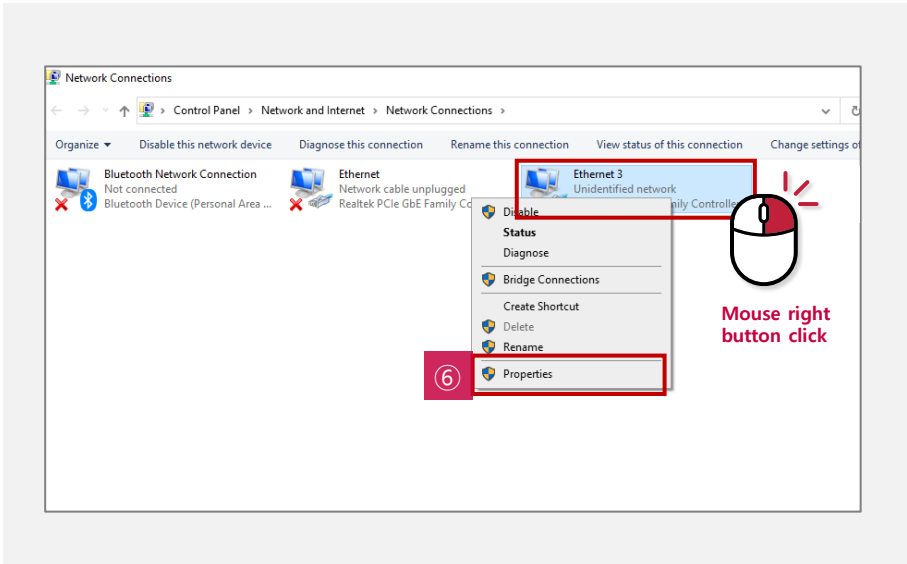 Network Connections
Control Panel > Network and Internet > Network Connections >
Organize Disable this network device Diagnose this connection Rename this connection View status of this connection Change settings of
Bluetooth Network Connection
Not connected
Bluetooth Device (Personal Area ...
Ethernet
Network cable unplugged
Realtek PCIe GbE Family Co
Ethernet 3
Unidentified network
Controller
Disable
Status
Diagnose
Bridge Connections
Create Shortcut
Delete
Rename
⑥ Properties
Mouse right
button click